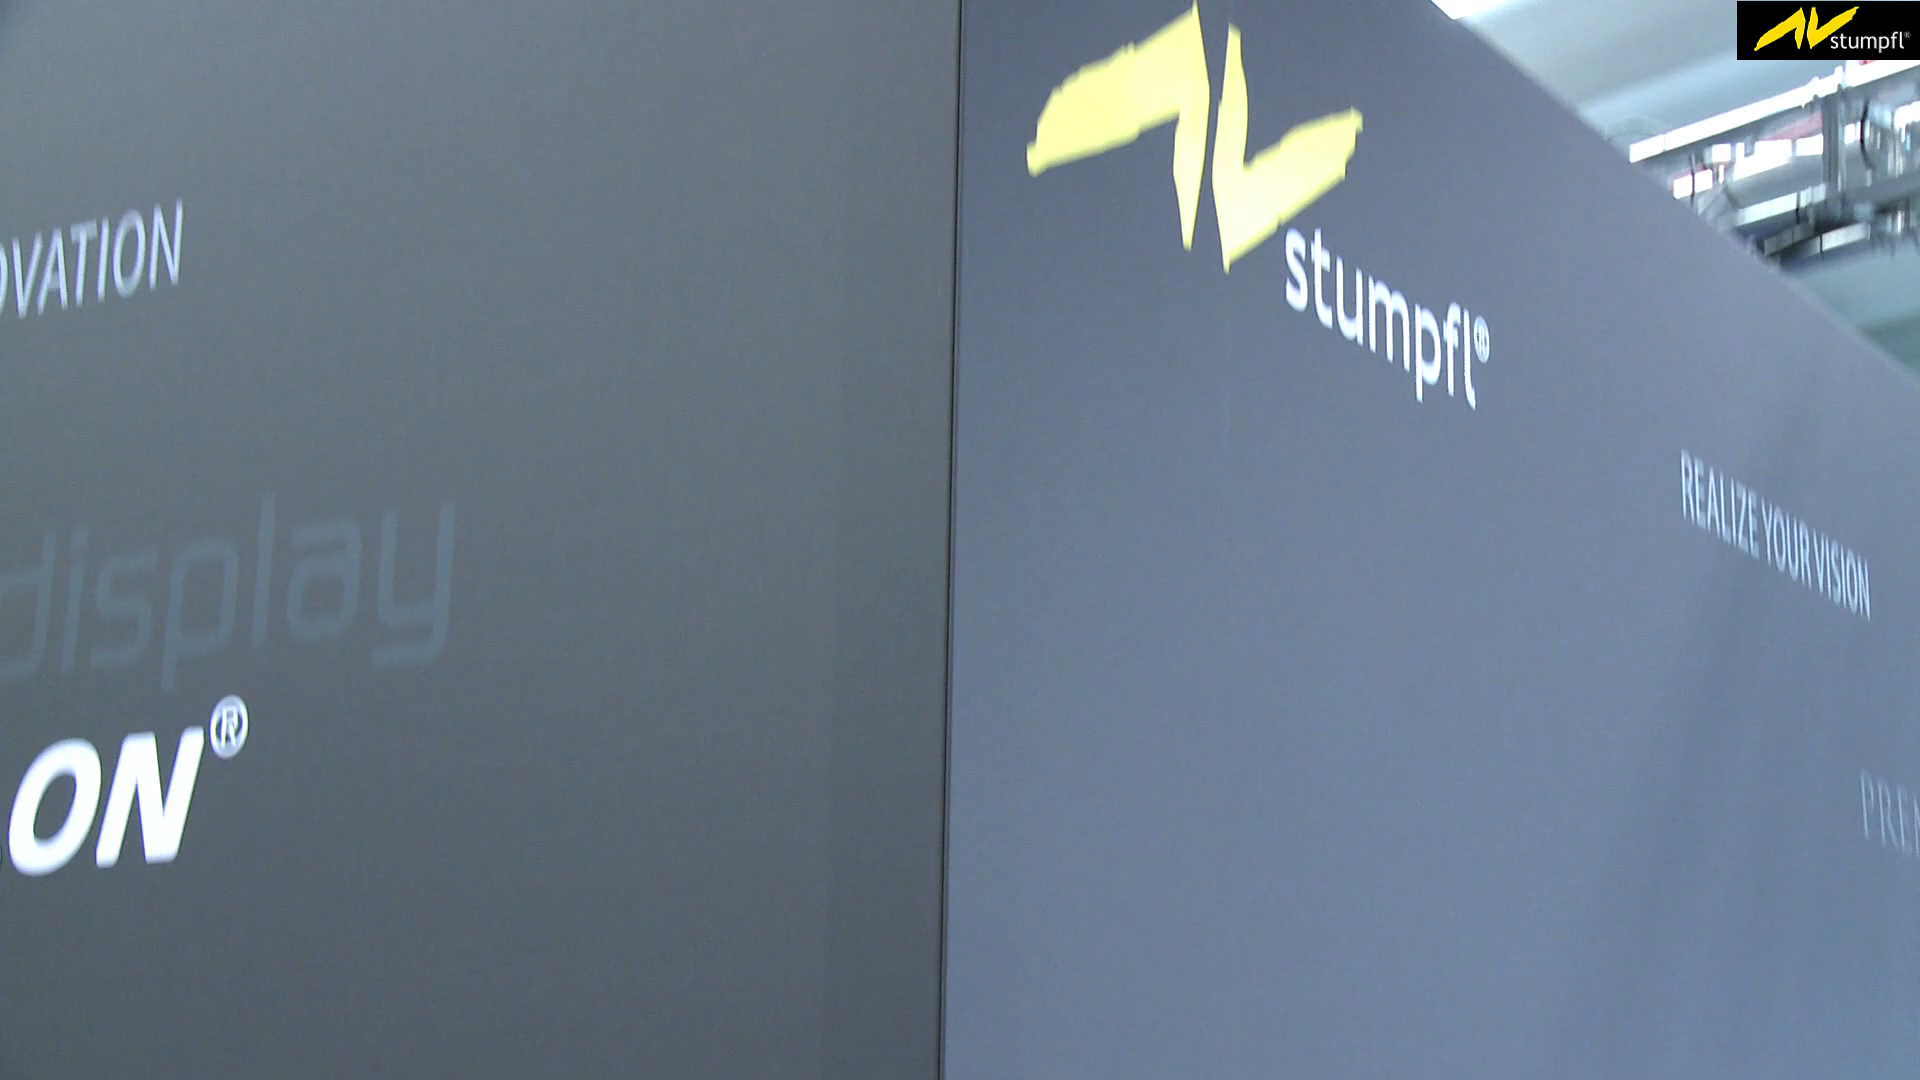 stumpfl®
OVATION
display
ON®
stumpfl®
REALIZE YOUR VISION